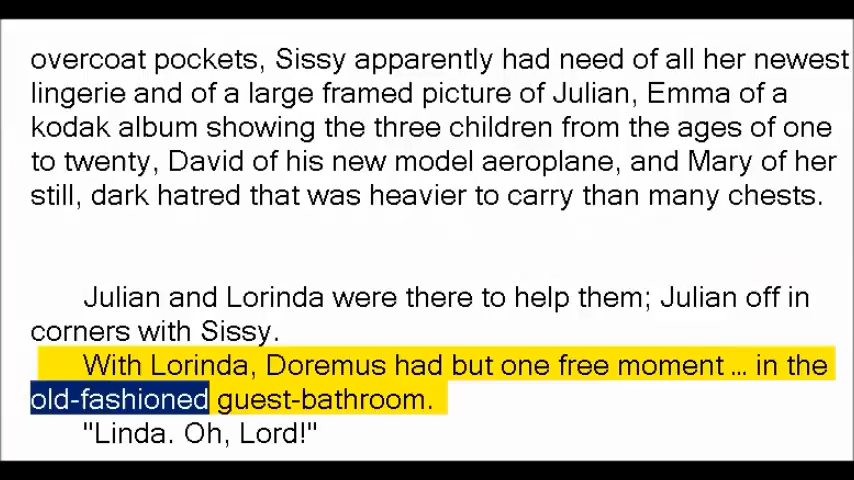 overcoat pockets, Sissy apparently had need of all her newest
lingerie and of a large framed picture of Julian, Emma of a
kodak album showing the three children from the ages of one
to twenty, David of his new model aeroplane, and Mary of her
still, dark hatred that was heavier to carry than many chests.
Julian and Lorinda were there to help them; Julian off in
corners with Sissy.
With Lorinda, Doremus had but one free moment ... in the
old-fashioned guest-bathroom.
"Linda. Oh, Lord!"